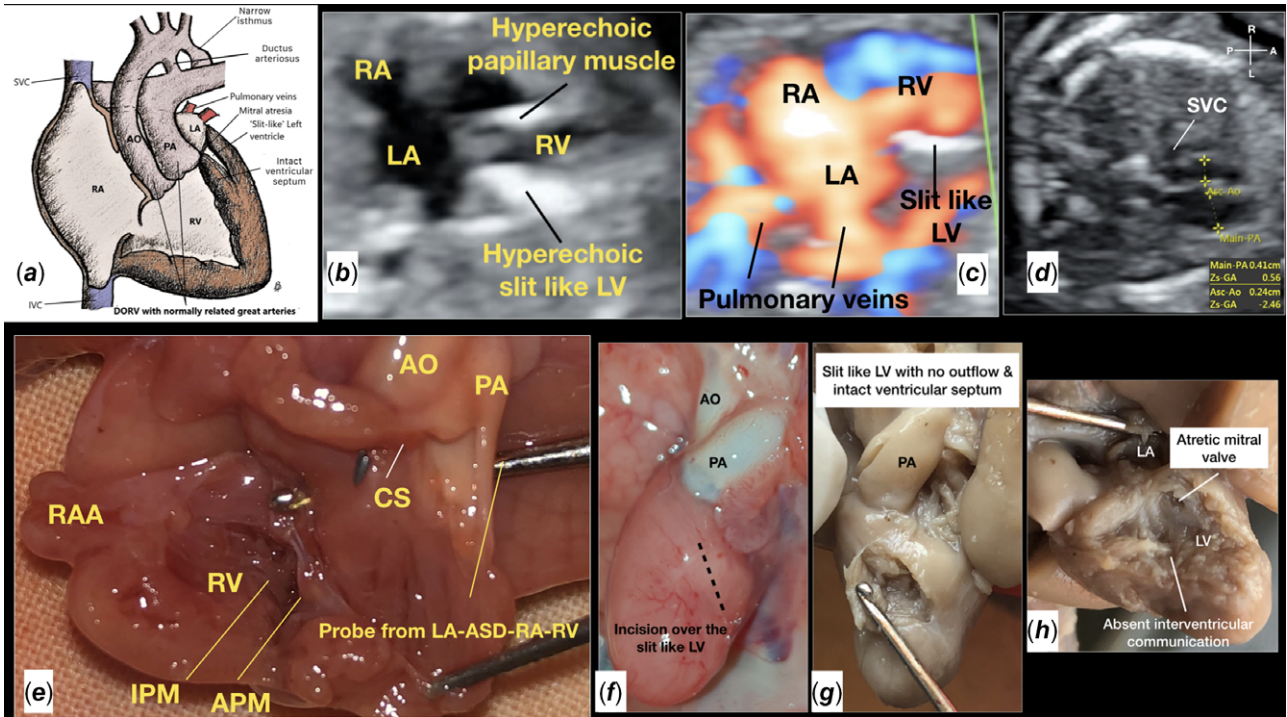 Narrow
isthmus
Ductus
arteriosus
SVC
Pulmonary veins
Mitral atresia
'Slit-like' Left
ventricle
Intact
ventricular
septum
LA
AO
PA
RA
RV
IVC
DORV with normally related great arteries
(a)
Hyperechoic
papillary muscle
RA
LA
RV
Hyperechoic
slit like LV
(b)
RA
RV
LA
Slit like
LV
Pulmonary veins
(c)
R
P
A
L
SVC
Asc-Ao
Main-PA
Main-PA 0.41cm
Zs-GA 0.56
Asc-Ao 0.24cm
Zs-GA -2.46
(d)
AO
PA
CS
RAA
RV
Probe from LA-ASD-RA-RV
IPM
APM
(e)
AO
PA
Incision over the
slit like LV
(f)
Slit like LV with no outflow &
intact ventricular septum
PA
(g)
LA
Atretic mitral
valve
LV
Absent interventricular
communication
(h)